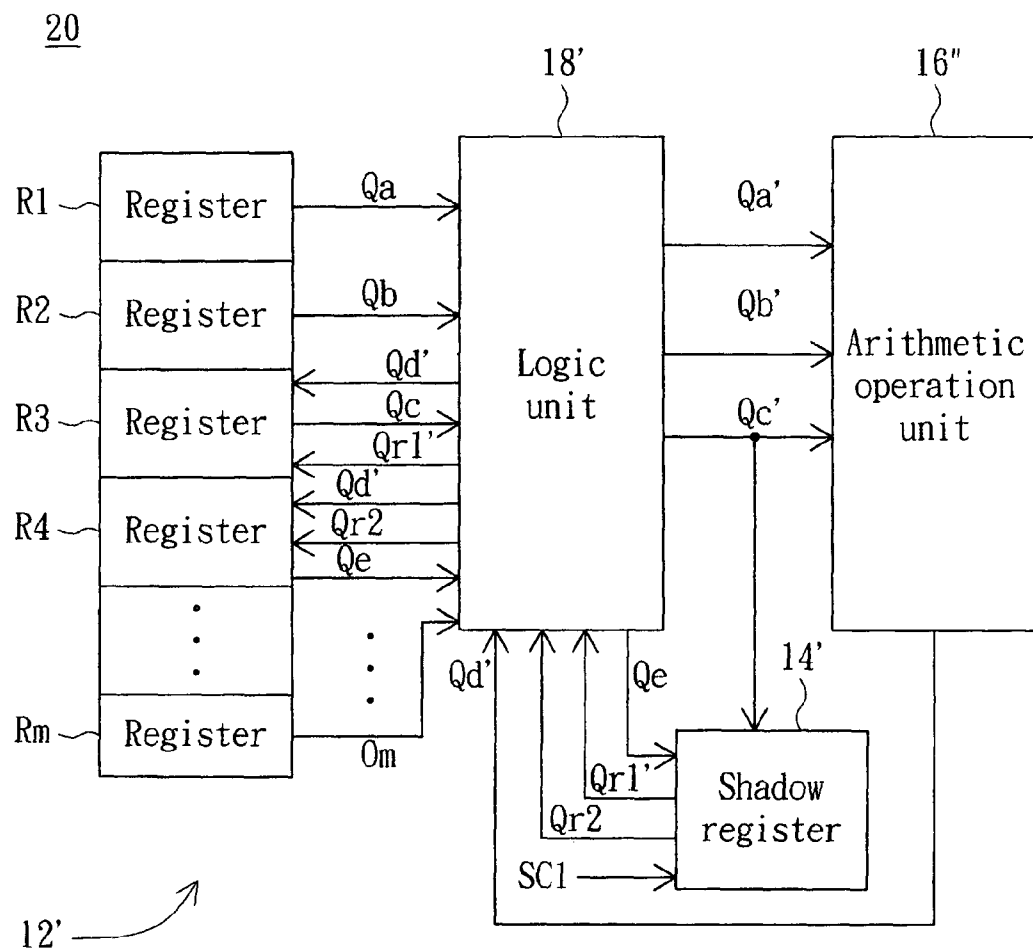 20
18'
16"
R1
Register
Qa
Qa'
R2
Register
Qb
Qb'
Logic
unit
Arithmetic
operation
unit
Qd'
R3
Register
Qc
Qc'
Qr1'
Qd'
R4
Register
Qr2
Qe
Qd'
Qe
14'
Rm
Register
Om
Qr1'
Qr2
Shadow
register
SC1
12'